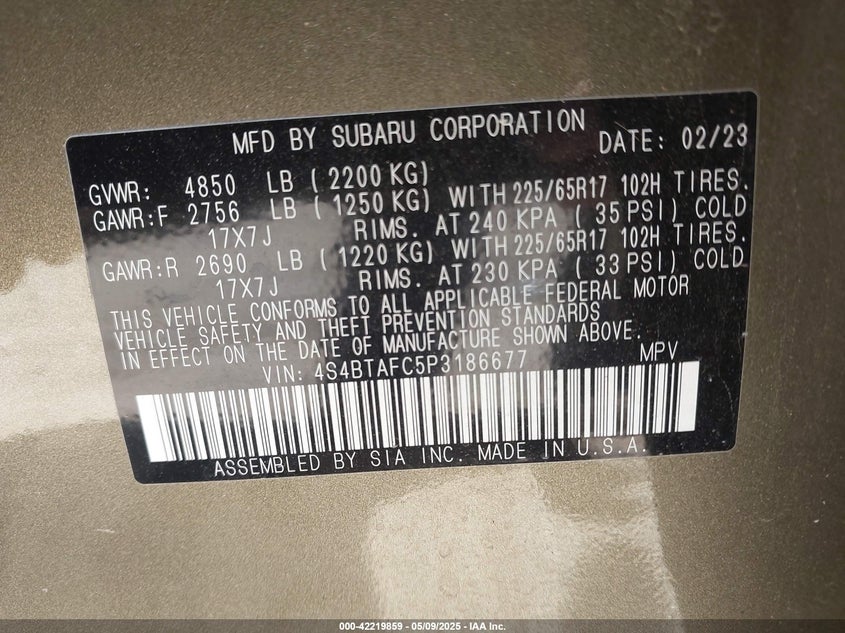 MFD BY SUBARU CORPORATION DATE: 02/23
GVWR: 4850 LB ( 2200 KG)
GAWR:F 2756 LB ( 1250 KG) WITH 225/65R17 102H TIRES.
17X7J RIMS. AT 240 KPA ( 35 PSI) COLD
GAWR:R 2690 LB ( 1220 KG) WITH 225/65R17 102H TIRES.
17X7J RIMS. AT 230 KPA ( 33 PSI) COLD
THIS VEHICLE CONFORMS TO ALL APPLICABLE FEDERAL MOTOR
VEHICLE SAFETY AND THEFT PREVENTION STANDARDS
IN EFFECT ON THE DATE OF MANUFACTURE SHOWN ABOVE.
VIN: 4S4BTAFC5P3186677 MPV
ASSEMBLED BY SIA INC. MADE IN U.S.A.
000-42219859 - 05/09/2025 - IAA Inc.